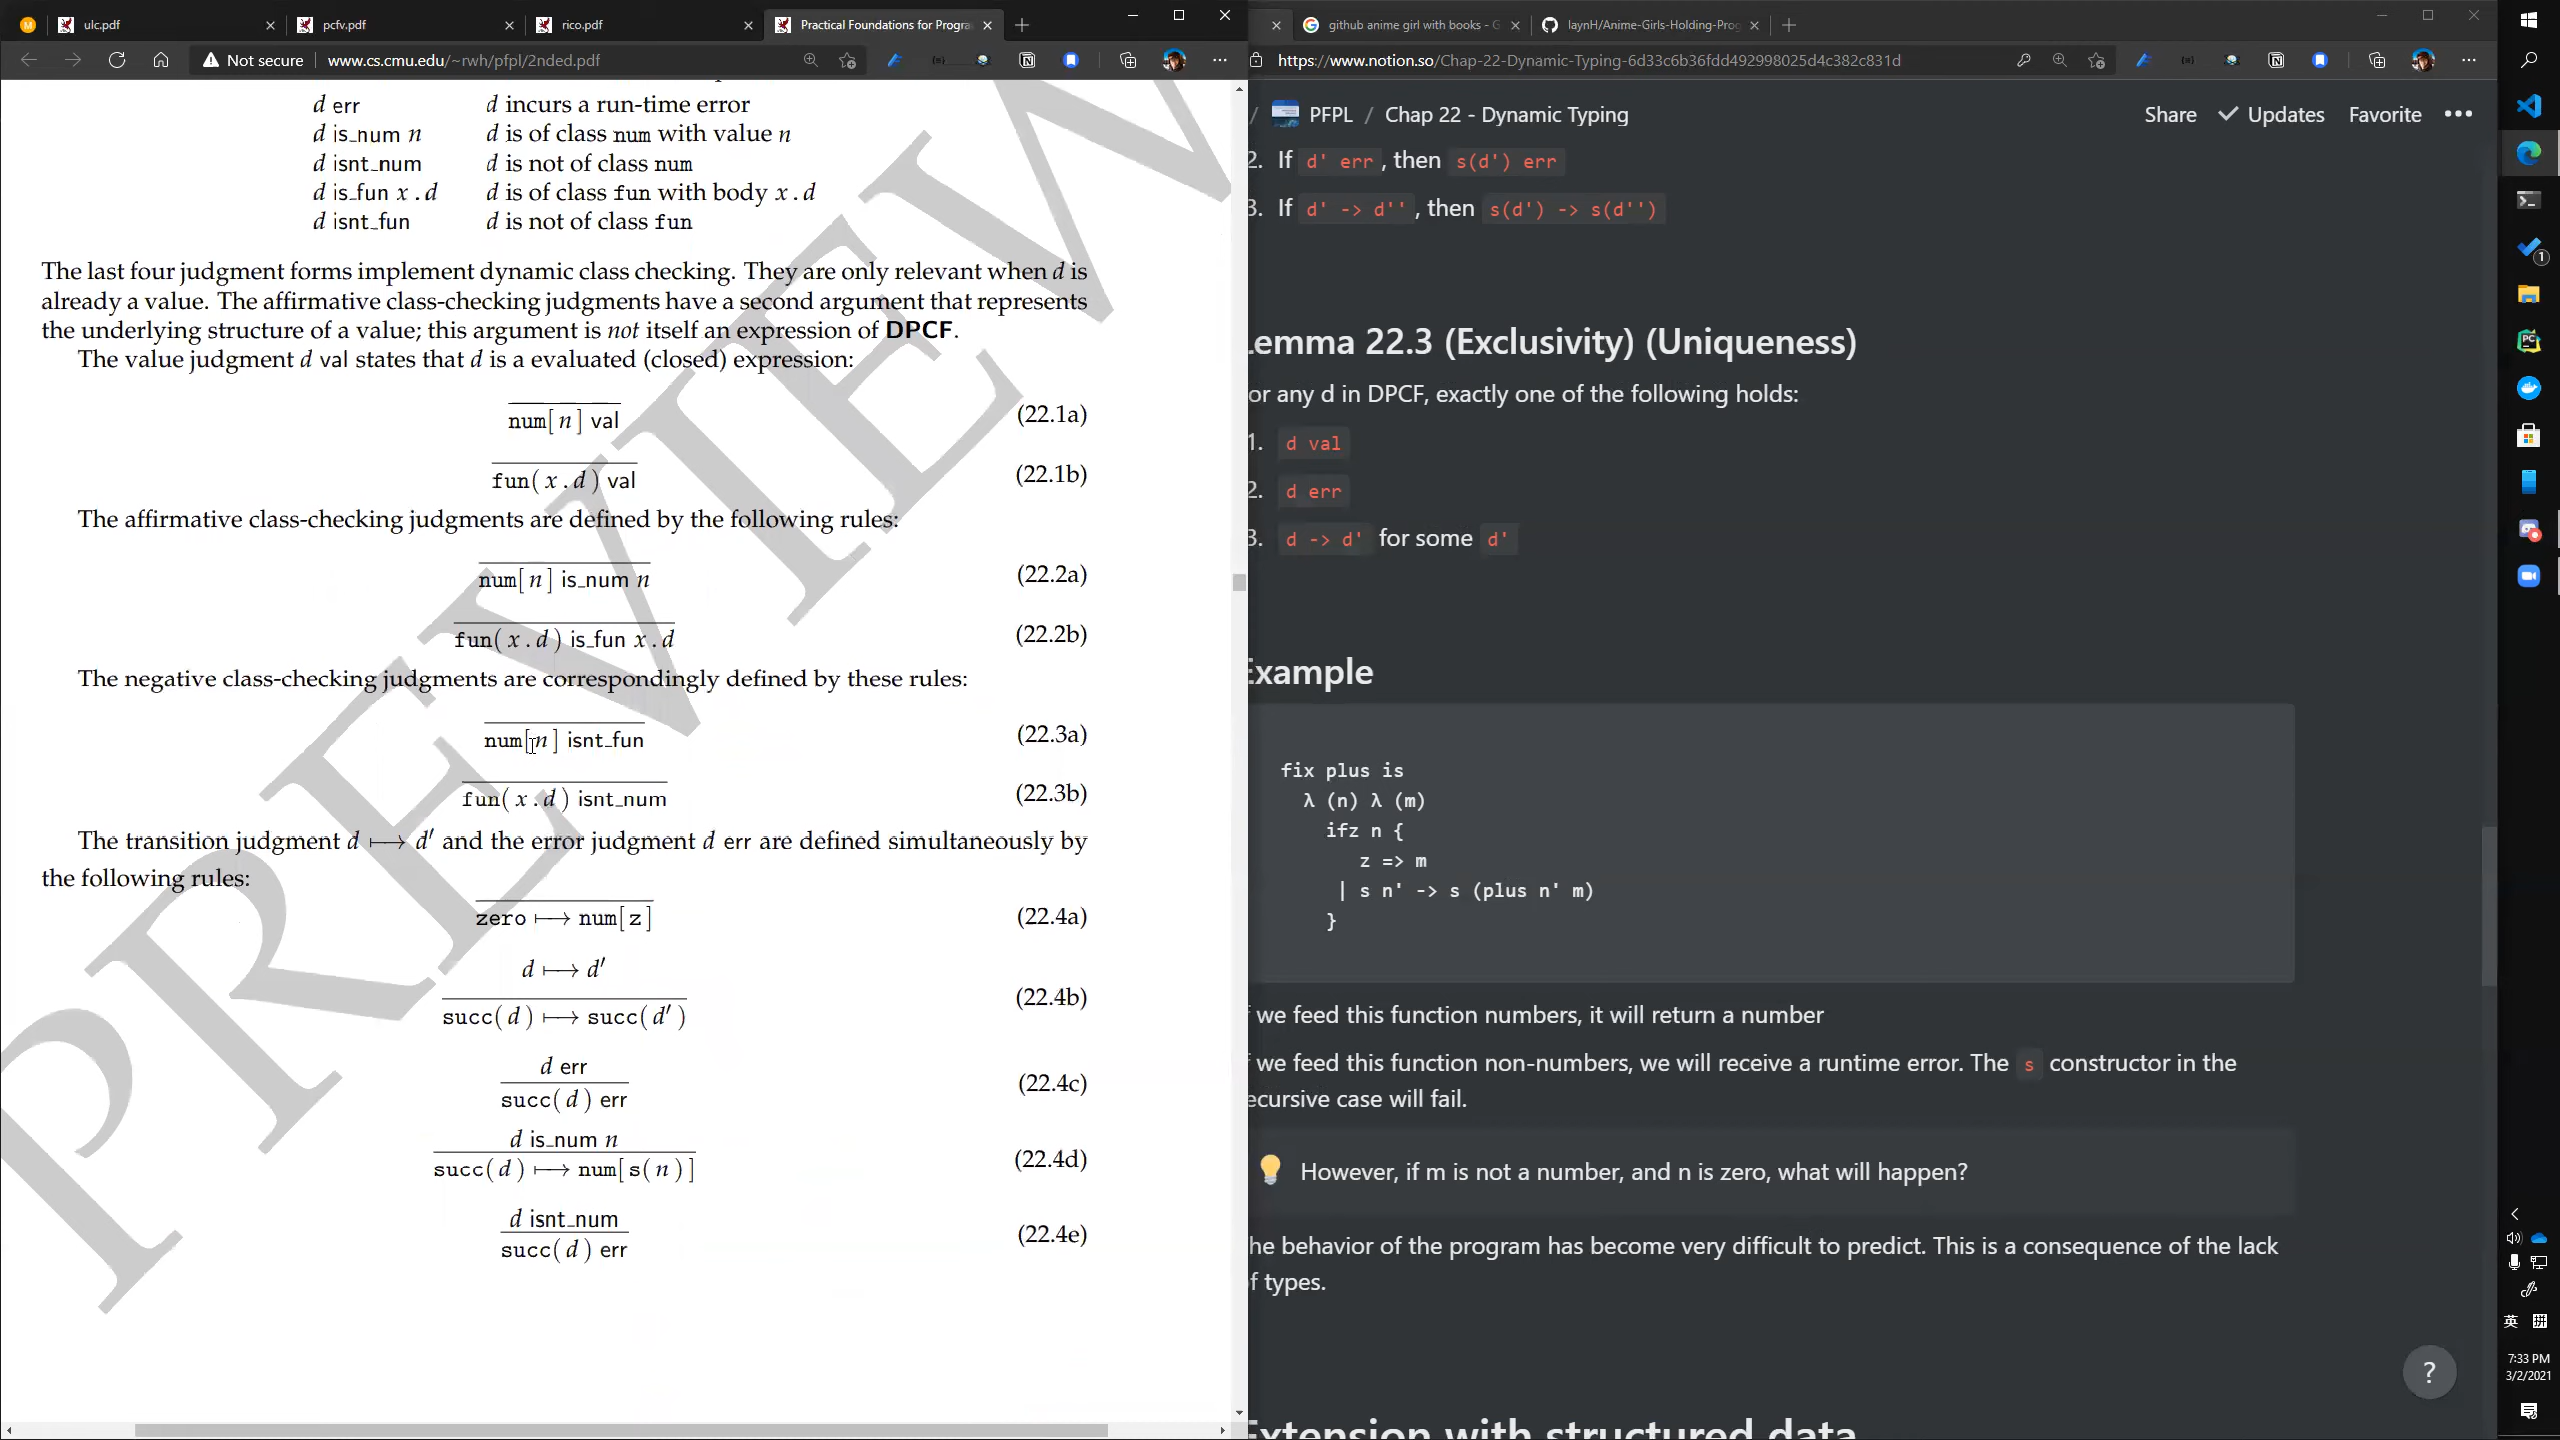 ulc.pdf
pcfv.pdf
rico.pdf
Practical Foundations for Progra
Not secure
www.cs.cmu.edu/~rwh/pfpl/2nded.pdf
d err d incurs a run-time error
d is_num n d is of class num with value n
d isnt_num d is not of class num
d is_fun x . d d is of class fun with body x . d
d isnt_fun d is not of class fun
The last four judgment forms implement dynamic class checking. They are only relevant when d is
already a value. The affirmative class-checking judgments have a second argument that represents
the underlying structure of a value; this argument is not itself an expression of DPCF.
The value judgment d val states that d is a evaluated (closed) expression:
num[n] val (22.1a)
fun(x.d) val (22.1b)
The affirmative class-checking judgments are defined by the following rules:
num[n] is_num n (22.2a)
fun(x.d) is_fun x.d (22.2b)
The negative class-checking judgments are correspondingly defined by these rules:
num[n] isnt_fun (22.3a)
fun(x.d) isnt_num (22.3b)
The transition judgment d ⟼ d′ and the error judgment d err are defined simultaneously by
the following rules:
zero ⟼ num[z] (22.4a)
d ⟼ d′
succ(d) ⟼ succ(d′) (22.4b)
d err
succ(d) err (22.4c)
d is_num n
succ(d) ⟼ num[s(n)] (22.4d)
d isnt_num
succ(d) err (22.4e)
PREVIEW
github anime girl with books - G
laynH/Anime-Girls-Holding-Prog
https://www.notion.so/Chap-22-Dynamic-Typing-6d33c6b36fdd492998025d4c382c831d
/ PFPL / Chap 22 - Dynamic Typing
Share Updates Favorite •••
2. If d' err , then s(d') err
3. If d' -> d'' , then s(d') -> s(d'')
Lemma 22.3 (Exclusivity) (Uniqueness)
or any d in DPCF, exactly one of the following holds:
1. d val
2. d err
3. d -> d' for some d'
Example
fix plus is
λ (n) λ (m)
ifz n {
z => m
| s n' -> s (plus n' m)
}
f we feed this function numbers, it will return a number
f we feed this function non-numbers, we will receive a runtime error. The s constructor in the
ecursive case will fail.
However, if m is not a number, and n is zero, what will happen?
he behavior of the program has become very difficult to predict. This is a consequence of the lack
f types.
Extension with structured data
?
1
英 拼
7:33 PM
3/2/2021